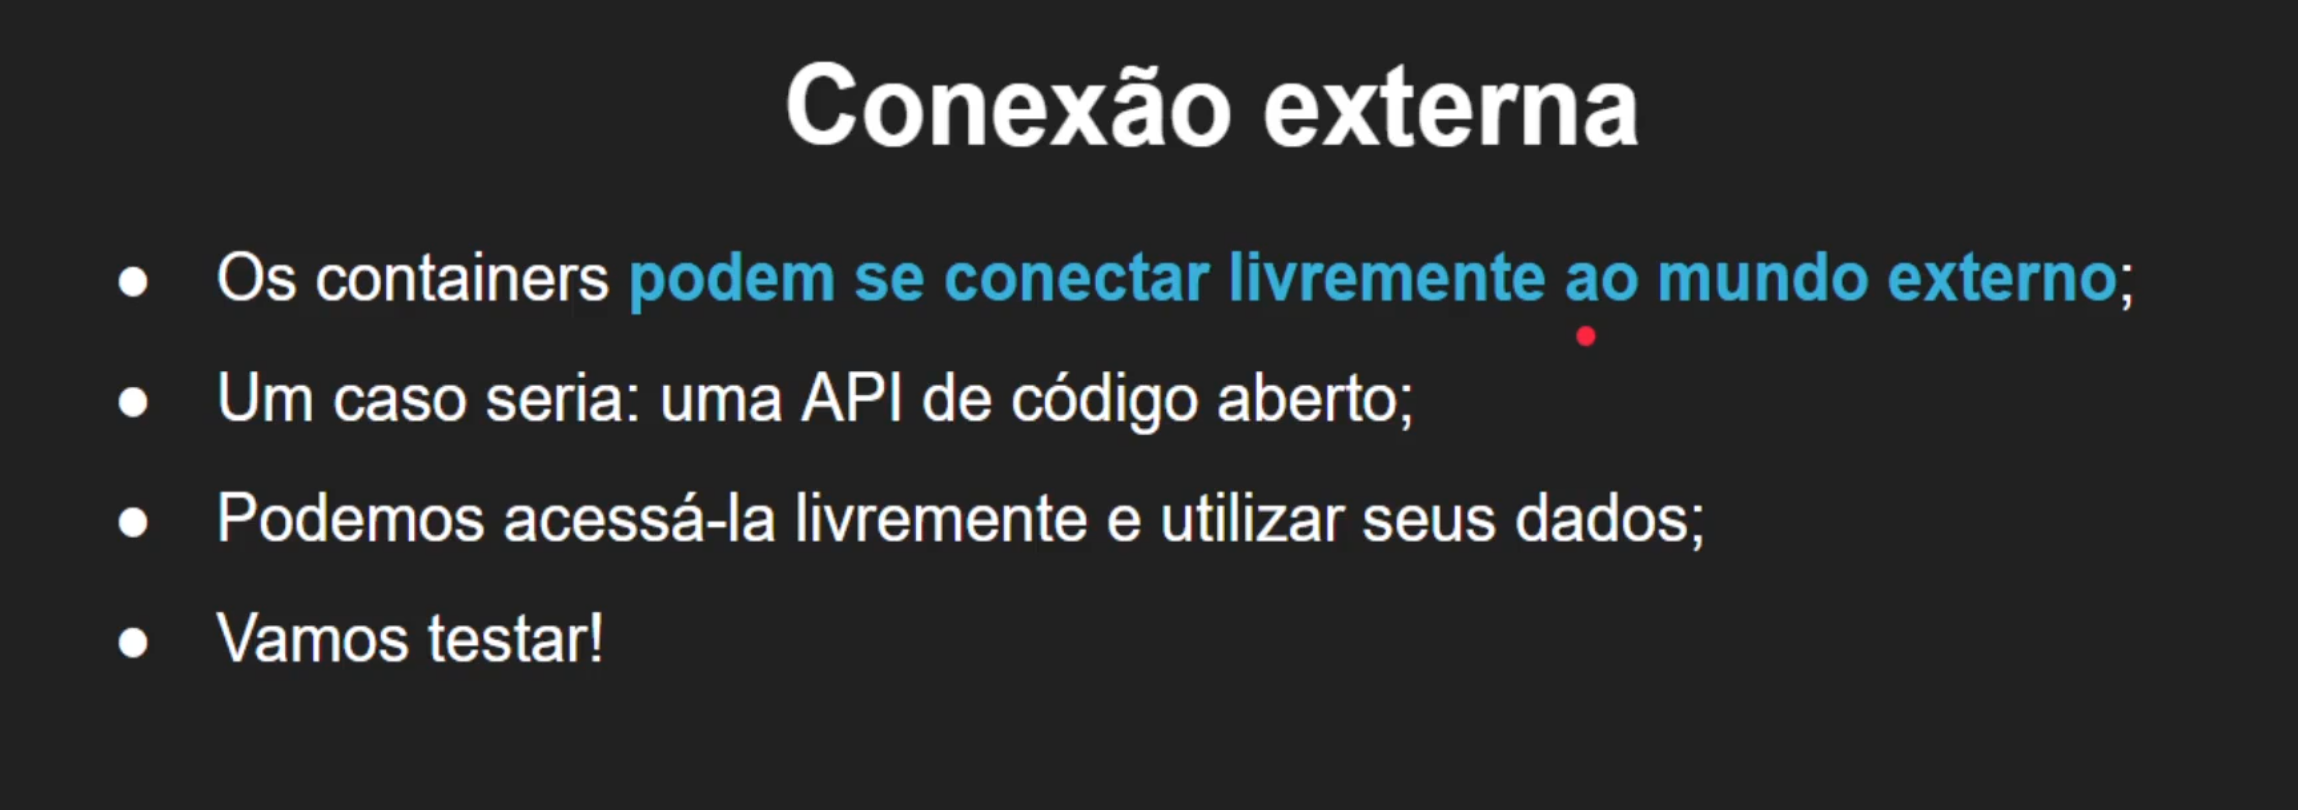 Conexão externa
● Os containers podem se conectar livremente ao mundo externo;
● Um caso seria: uma API de código aberto;
● Podemos acessá-la livremente e utilizar seus dados;
● Vamos testar!